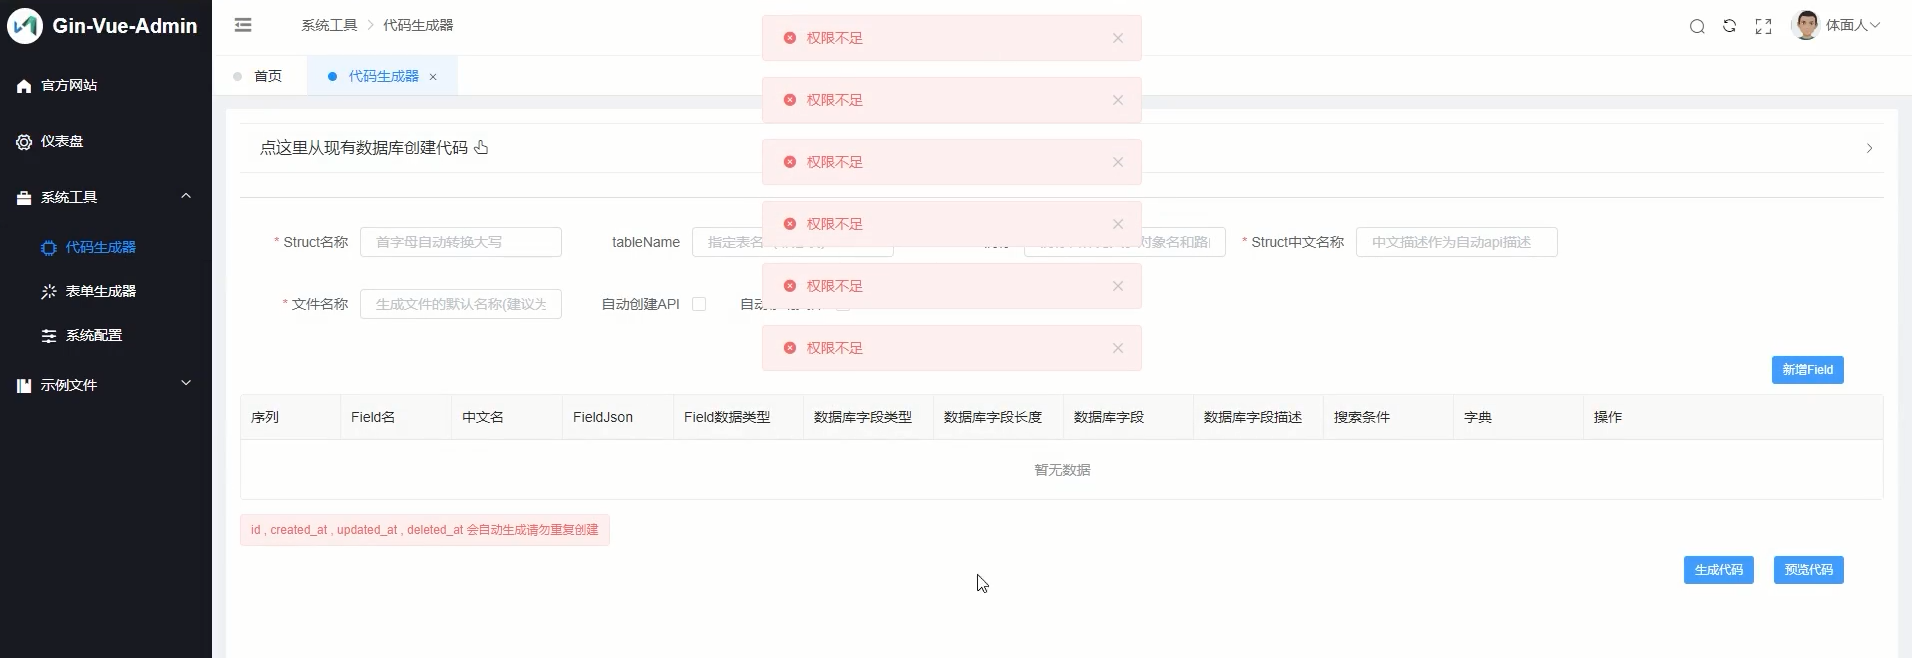 Gin-Vue-Admin
官方网站
仪表盘
系统工具
代码生成器
表单生成器
系统配置
示例文件
系统工具 > 代码生成器
体面人
首页
代码生成器 ×
权限不足
权限不足
权限不足
权限不足
权限不足
权限不足
点这里从现有数据库创建代码
* Struct名称 首字母自动转换大写
tableName 指定表名
对象名和路
* Struct中文名称 中文描述作为自动api描述
* 文件名称 生成文件的默认名称(建议为
自动创建API
自动
新增Field
序列 Field名 中文名 FieldJson Field数据类型 数据库字段类型 数据库字段长度 数据库字段 数据库字段描述 搜索条件 字典 操作
暂无数据
id , created_at , updated_at , deleted_at 会自动生成请勿重复创建
生成代码 预览代码